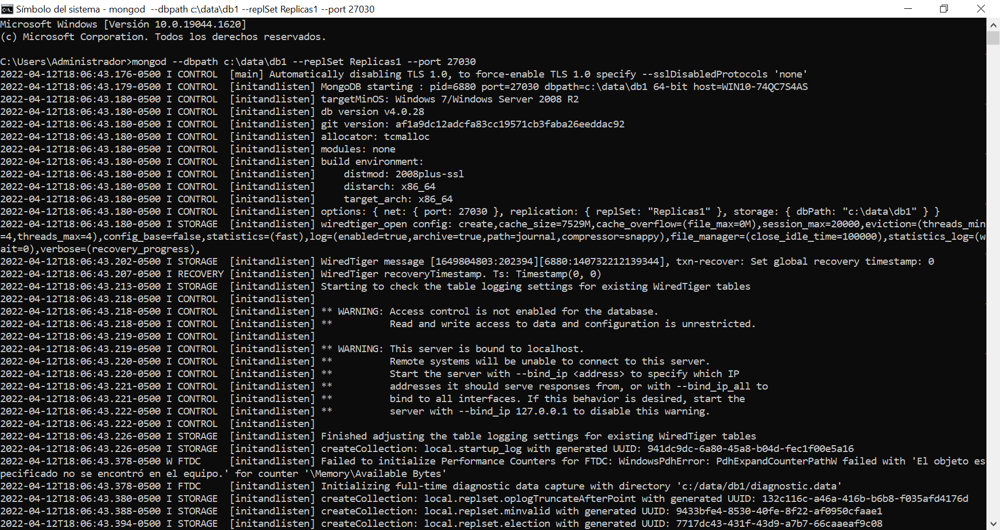 Símbolo del sistema - mongod  --dbpath c:\data\db1 --replSet Replicas1 --port 27030
Microsoft Windows [Versión 10.0.19044.1620]
(c) Microsoft Corporation. Todos los derechos reservados.
C:\Users\Administrador>mongod --dbpath c:\data\db1 --replSet Replicas1 --port 27030
2022-04-12T18:06:43.176-0500 I CONTROL  [main] Automatically disabling TLS 1.0, to force-enable TLS 1.0 specify --sslDisabledProtocols 'none'
2022-04-12T18:06:43.179-0500 I CONTROL  [initandlisten] MongoDB starting : pid=6880 port=27030 dbpath=c:\data\db1 64-bit host=WIN10-74QC7S4AS
2022-04-12T18:06:43.180-0500 I CONTROL  [initandlisten] targetMinOS: Windows 7/Windows Server 2008 R2
2022-04-12T18:06:43.180-0500 I CONTROL  [initandlisten] db version v4.0.28
2022-04-12T18:06:43.180-0500 I CONTROL  [initandlisten] git version: af1a9dc12adcfa83cc19571cb3faba26eeddac92
2022-04-12T18:06:43.180-0500 I CONTROL  [initandlisten] allocator: tcmalloc
2022-04-12T18:06:43.180-0500 I CONTROL  [initandlisten] modules: none
2022-04-12T18:06:43.180-0500 I CONTROL  [initandlisten] build environment:
2022-04-12T18:06:43.180-0500 I CONTROL  [initandlisten]     distmod: 2008plus-ssl
2022-04-12T18:06:43.180-0500 I CONTROL  [initandlisten]     distarch: x86_64
2022-04-12T18:06:43.180-0500 I CONTROL  [initandlisten]     target_arch: x86_64
2022-04-12T18:06:43.180-0500 I CONTROL  [initandlisten] options: { net: { port: 27030 }, replication: { replSet: "Replicas1" }, storage: { dbPath: "c:\data\db1" } }
2022-04-12T18:06:43.180-0500 I STORAGE  [initandlisten] wiredtiger_open config: create,cache_size=7529M,cache_overflow=(file_max=0M),session_max=20000,eviction=(threads_min
=4,threads_max=4),config_base=false,statistics=(fast),log=(enabled=true,archive=true,path=journal,compressor=snappy),file_manager=(close_idle_time=100000),statistics_log=(w
ait=0),verbose=(recovery_progress),
2022-04-12T18:06:43.202-0500 I STORAGE  [initandlisten] WiredTiger message [1649804803:202394][6880:140732212139344], txn-recover: Set global recovery timestamp: 0
2022-04-12T18:06:43.207-0500 I RECOVERY [initandlisten] WiredTiger recoveryTimestamp. Ts: Timestamp(0, 0)
2022-04-12T18:06:43.213-0500 I STORAGE  [initandlisten] Starting to check the table logging settings for existing WiredTiger tables
2022-04-12T18:06:43.218-0500 I CONTROL  [initandlisten]
2022-04-12T18:06:43.218-0500 I CONTROL  [initandlisten] ** WARNING: Access control is not enabled for the database.
2022-04-12T18:06:43.218-0500 I CONTROL  [initandlisten] **          Read and write access to data and configuration is unrestricted.
2022-04-12T18:06:43.219-0500 I CONTROL  [initandlisten]
2022-04-12T18:06:43.219-0500 I CONTROL  [initandlisten] ** WARNING: This server is bound to localhost.
2022-04-12T18:06:43.220-0500 I CONTROL  [initandlisten] **          Remote systems will be unable to connect to this server.
2022-04-12T18:06:43.220-0500 I CONTROL  [initandlisten] **          Start the server with --bind_ip <address> to specify which IP
2022-04-12T18:06:43.221-0500 I CONTROL  [initandlisten] **          addresses it should serve responses from, or with --bind_ip_all to
2022-04-12T18:06:43.221-0500 I CONTROL  [initandlisten] **          bind to all interfaces. If this behavior is desired, start the
2022-04-12T18:06:43.222-0500 I CONTROL  [initandlisten] **          server with --bind_ip 127.0.0.1 to disable this warning.
2022-04-12T18:06:43.222-0500 I CONTROL  [initandlisten]
2022-04-12T18:06:43.226-0500 I STORAGE  [initandlisten] Finished adjusting the table logging settings for existing WiredTiger tables
2022-04-12T18:06:43.226-0500 I STORAGE  [initandlisten] createCollection: local.startup_log with generated UUID: 941dc9dc-6a80-45a8-b04d-fec1f00e5a16
2022-04-12T18:06:43.378-0500 W FTDC     [initandlisten] Failed to initialize Performance Counters for FTDC: WindowsPdhError: PdhExpandCounterPathW failed with 'El objeto es
pecificado no se encontró en el equipo.' for counter '\Memory\Available Bytes'
2022-04-12T18:06:43.378-0500 I FTDC     [initandlisten] Initializing full-time diagnostic data capture with directory 'c:/data/db1/diagnostic.data'
2022-04-12T18:06:43.380-0500 I STORAGE  [initandlisten] createCollection: local.replset.oplogTruncateAfterPoint with generated UUID: 132c116c-a46a-416b-b6b8-f035afd4176d
2022-04-12T18:06:43.388-0500 I STORAGE  [initandlisten] createCollection: local.replset.minvalid with generated UUID: 9433bfe4-8530-40fe-8f22-af0950cfaae1
2022-04-12T18:06:43.394-0500 I STORAGE  [initandlisten] createCollection: local.replset.election with generated UUID: 7717dc43-431f-43d9-a7b7-66caaeaf9c08